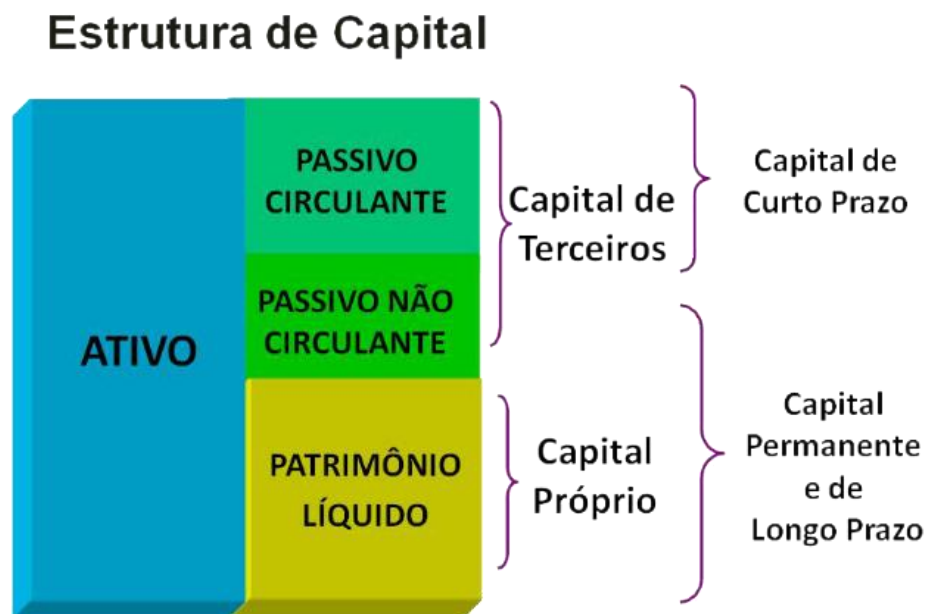 Estrutura de Capital
ATIVO
PASSIVO
CIRCULANTE
PASSIVO NÃO
CIRCULANTE
PATRIMÔNIO
LÍQUIDO
Capital de
Terceiros
Capital
Próprio
Capital de
Curto Prazo
Capital
Permanente
e de
Longo Prazo